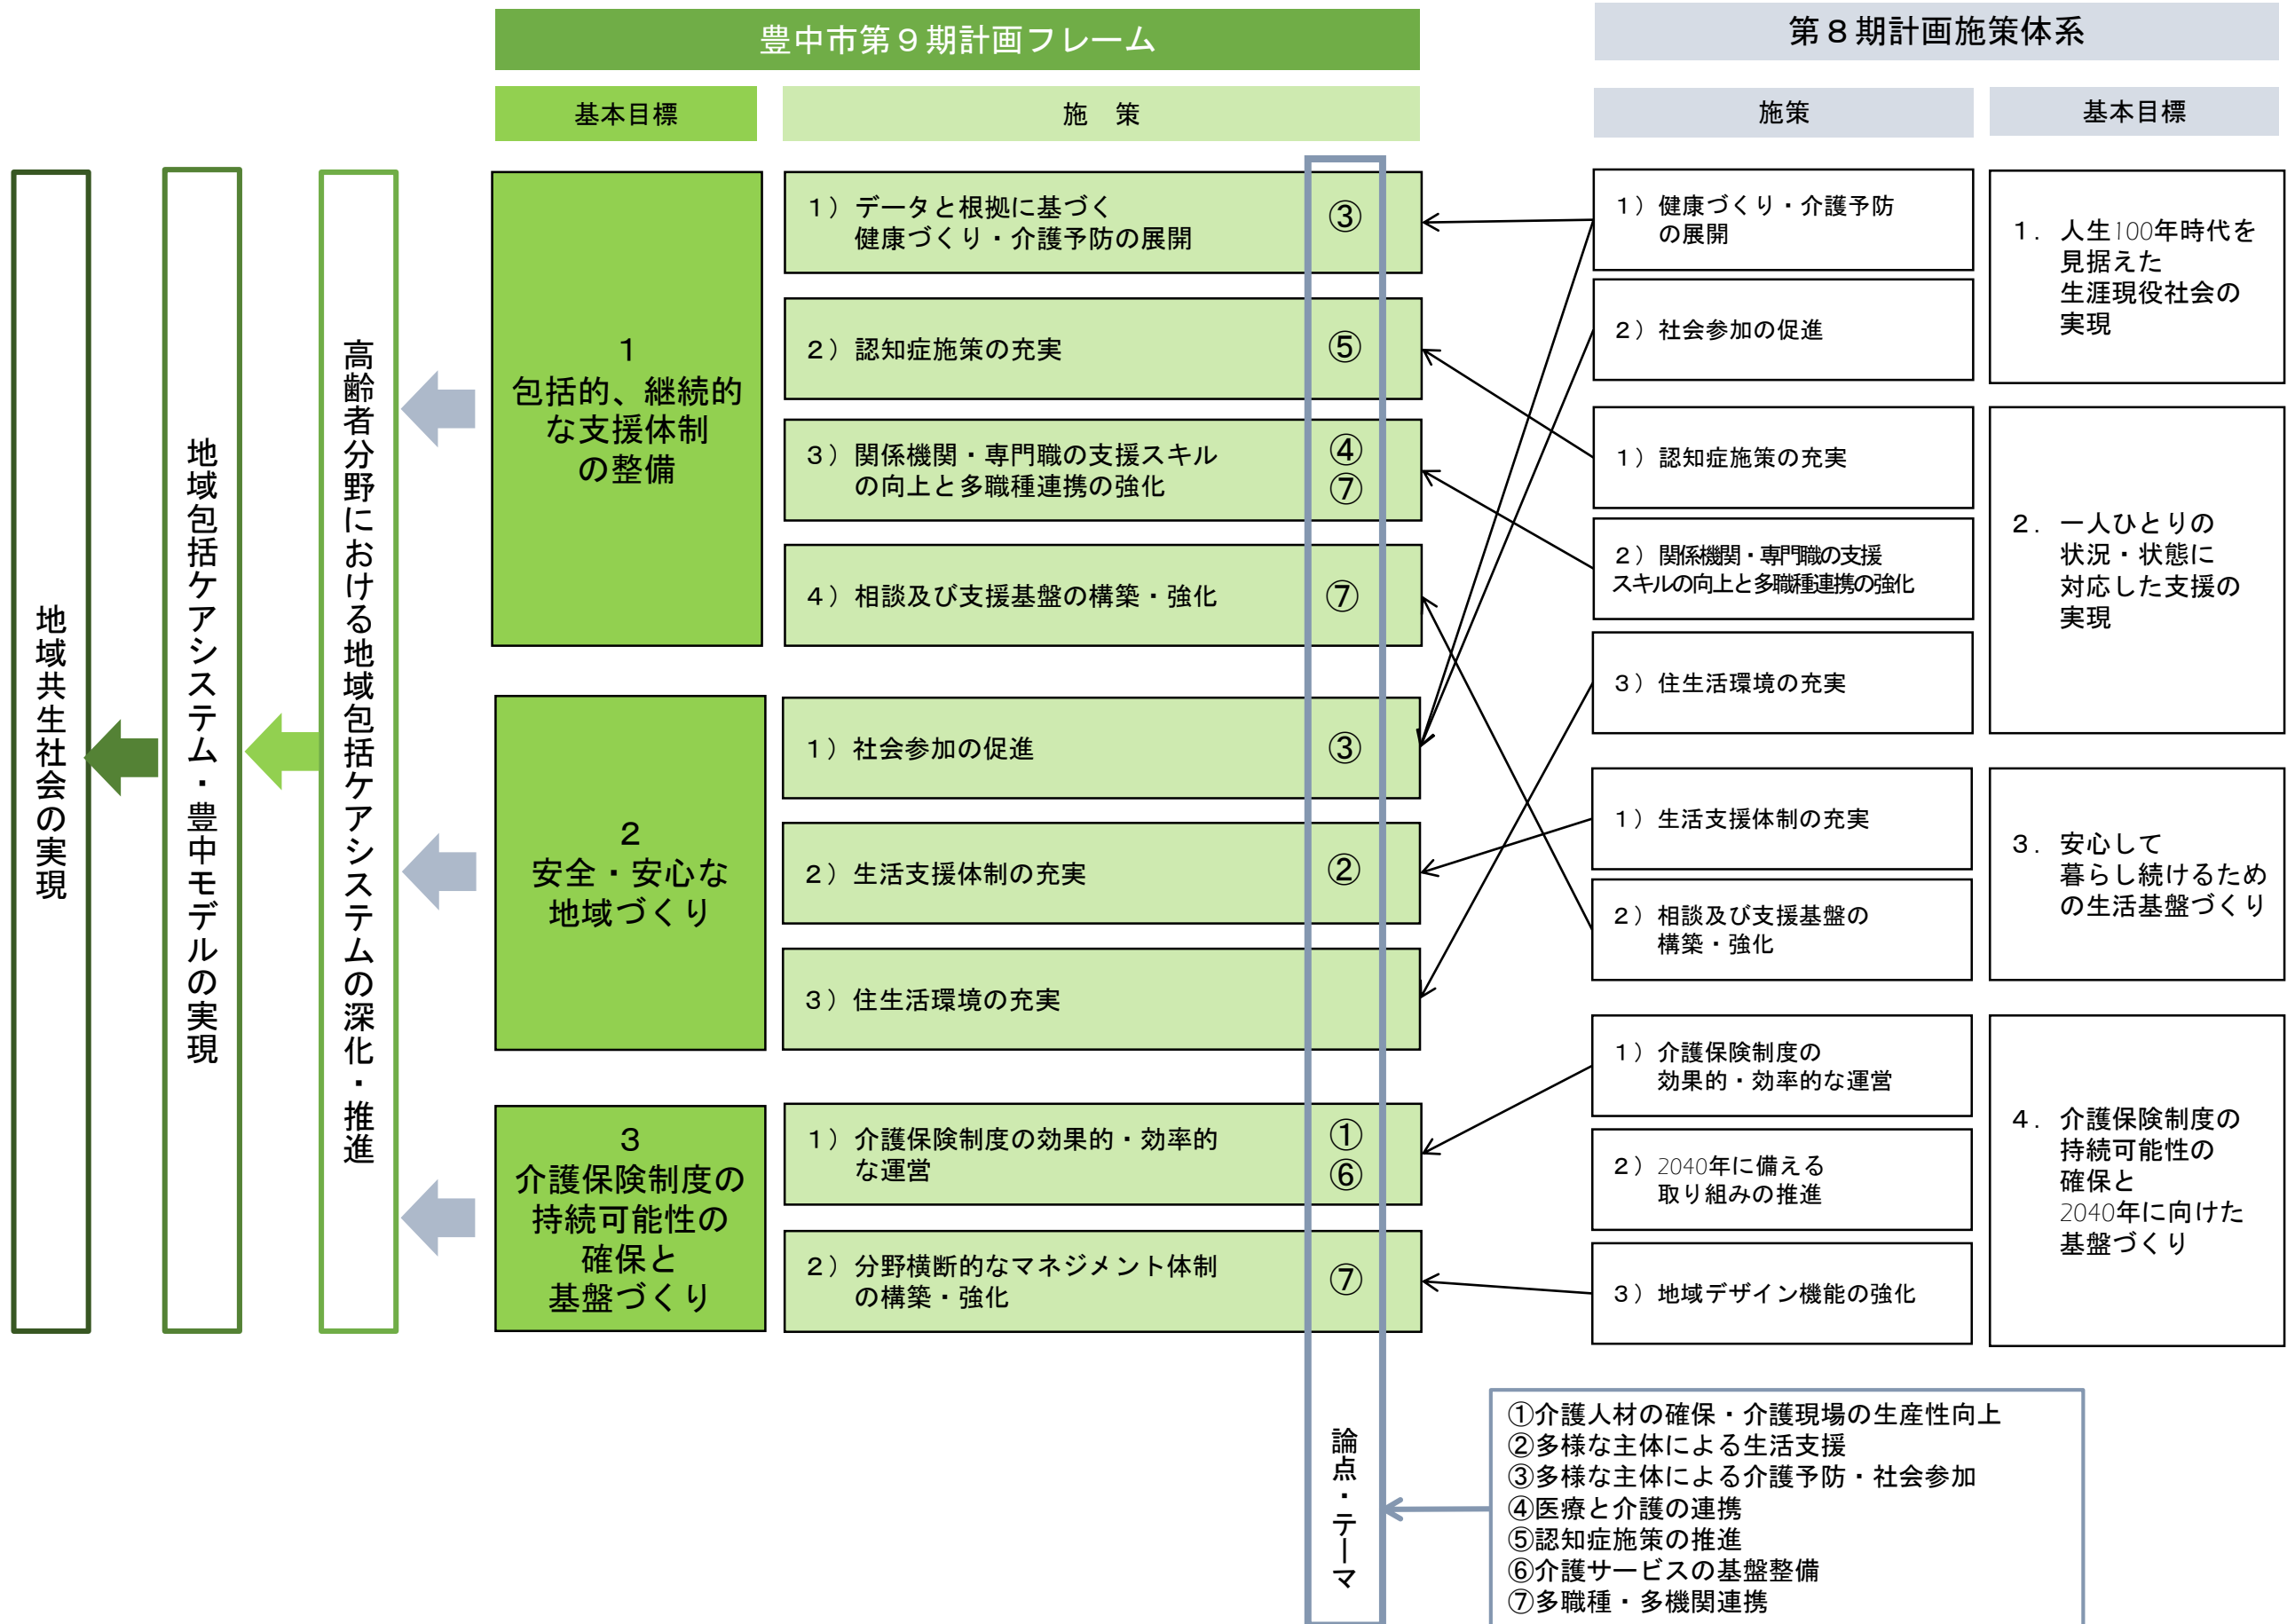 豊中市第９期計画フレーム
第８期計画施策体系
基本目標
施　策
施策
基本目標
地域共生社会の実現
地域包括ケアシステム・豊中モデルの実現
高齢者分野における地域包括ケアシステムの深化・推進
1
包括的、継続的
な支援体制
の整備
１）データと根拠に基づく
健康づくり・介護予防の展開
③
２）認知症施策の充実
⑤
３）関係機関・専門職の支援スキル
の向上と多職種連携の強化
④
⑦
４）相談及び支援基盤の構築・強化
⑦
2
安全・安心な
地域づくり
１）社会参加の促進
③
２）生活支援体制の充実
②
３）住生活環境の充実
3
介護保険制度の
持続可能性の
確保と
基盤づくり
１）介護保険制度の効果的・効率的
な運営
①
⑥
２）分野横断的なマネジメント体制
の構築・強化
⑦
論点・テーマ
１）健康づくり・介護予防
の展開
２）社会参加の促進
１．人生100年時代を
見据えた
生涯現役社会の
実現
１）認知症施策の充実
２）関係機関・専門職の支援
スキルの向上と多職種連携の強化
３）住生活環境の充実
２．一人ひとりの
状況・状態に
対応した支援の
実現
１）生活支援体制の充実
２）相談及び支援基盤の
構築・強化
３．安心して
暮らし続けるため
の生活基盤づくり
１）介護保険制度の
効果的・効率的な運営
２）2040年に備える
取り組みの推進
３）地域デザイン機能の強化
４．介護保険制度の
持続可能性の
確保と
2040年に向けた
基盤づくり
①介護人材の確保・介護現場の生産性向上
②多様な主体による生活支援
③多様な主体による介護予防・社会参加
④医療と介護の連携
⑤認知症施策の推進
⑥介護サービスの基盤整備
⑦多職種・多機関連携